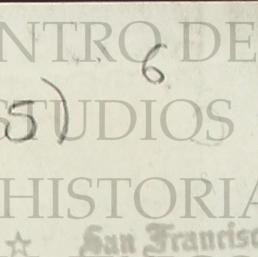 NTRO DE
6
5)
STUDIOS
HISTORIA
☆ San Francisc